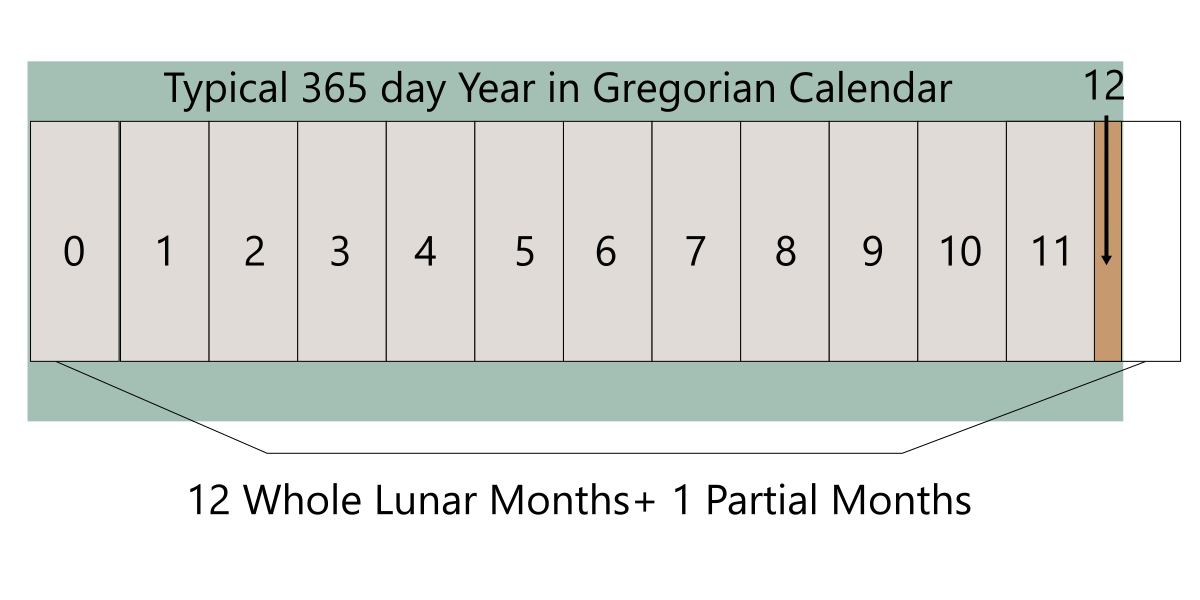 Typical 365 day Year in Gregorian Calendar
12
0 1 2 3 4 5 6 7 8 9 10 11
12 Whole Lunar Months+ 1 Partial Months